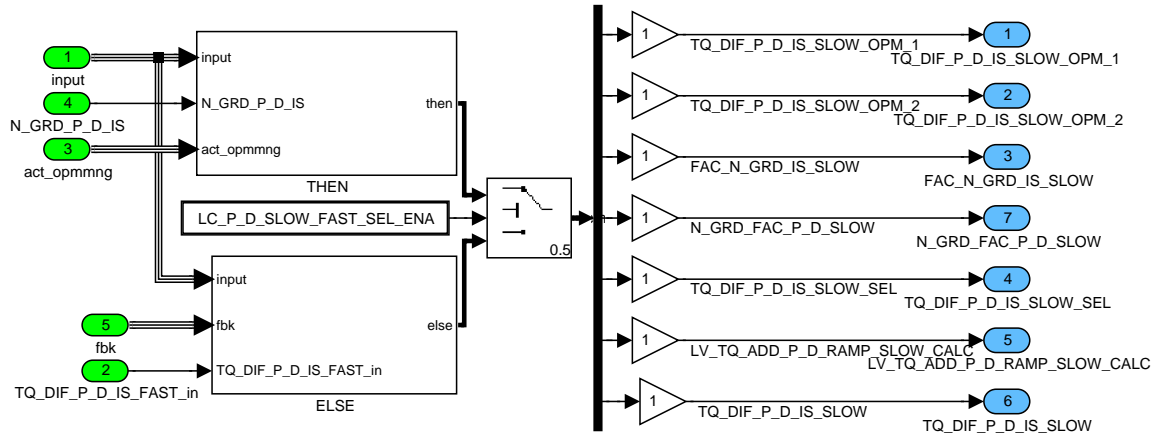 1
input
4
N_GRD_P_D_IS
3
act_opmmng
input
N_GRD_P_D_IS
act_opmmng
then
THEN
LC_P_D_SLOW_FAST_SEL_ENA
0.5
5
fbk
2
TQ_DIF_P_D_IS_FAST_in
input
fbk
TQ_DIF_P_D_IS_FAST_in
else
ELSE
1
TQ_DIF_P_D_IS_SLOW_OPM_1
1
TQ_DIF_P_D_IS_SLOW_OPM_1
1
TQ_DIF_P_D_IS_SLOW_OPM_2
2
TQ_DIF_P_D_IS_SLOW_OPM_2
1
FAC_N_GRD_IS_SLOW
3
FAC_N_GRD_IS_SLOW
1
N_GRD_FAC_P_D_SLOW
7
N_GRD_FAC_P_D_SLOW
1
TQ_DIF_P_D_IS_SLOW_SEL
4
TQ_DIF_P_D_IS_SLOW_SEL
1
LV_TQ_ADD_P_D_RAMP_SLOW_CALC
5
LV_TQ_ADD_P_D_RAMP_SLOW_CALC
1
TQ_DIF_P_D_IS_SLOW
6
TQ_DIF_P_D_IS_SLOW